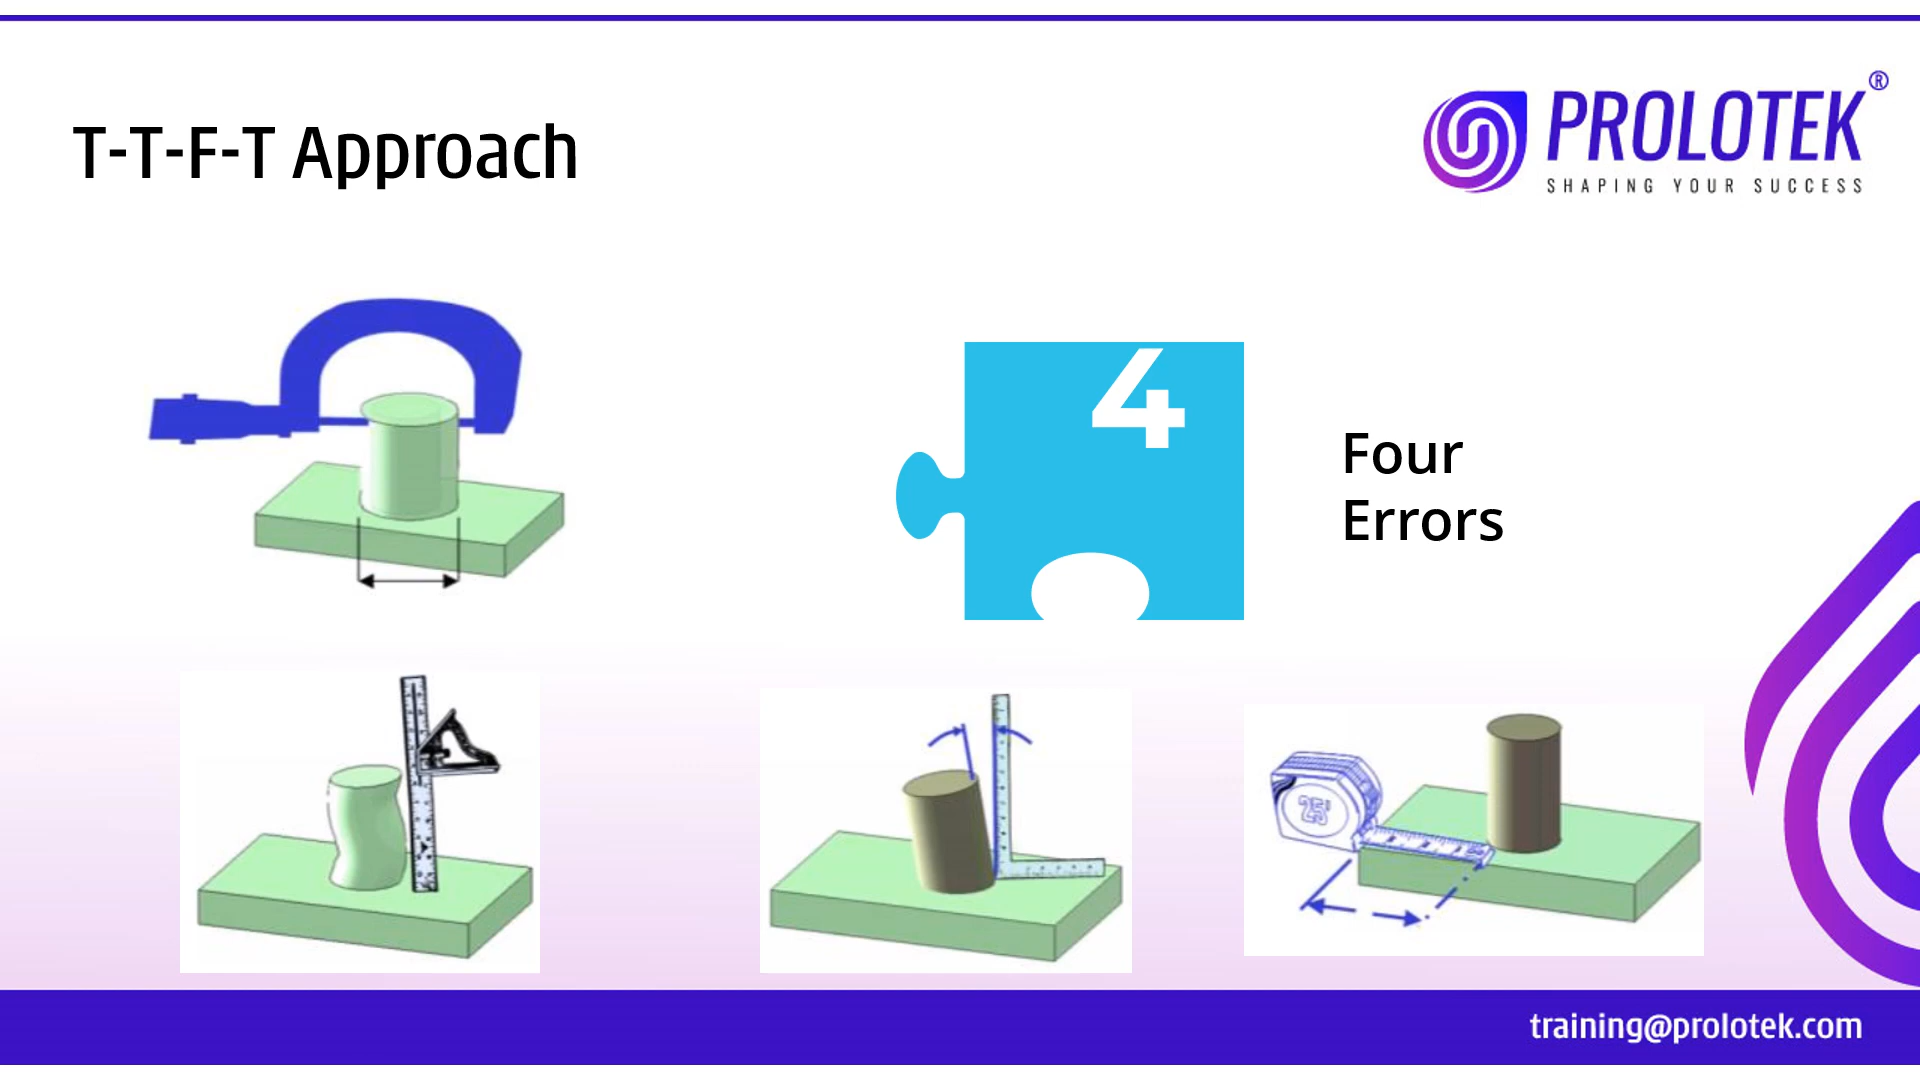 T-T-F-T Approach
PROLOTEK®
SHAPING YOUR SUCCESS
4
Four
Errors
25'
training@prolotek.com